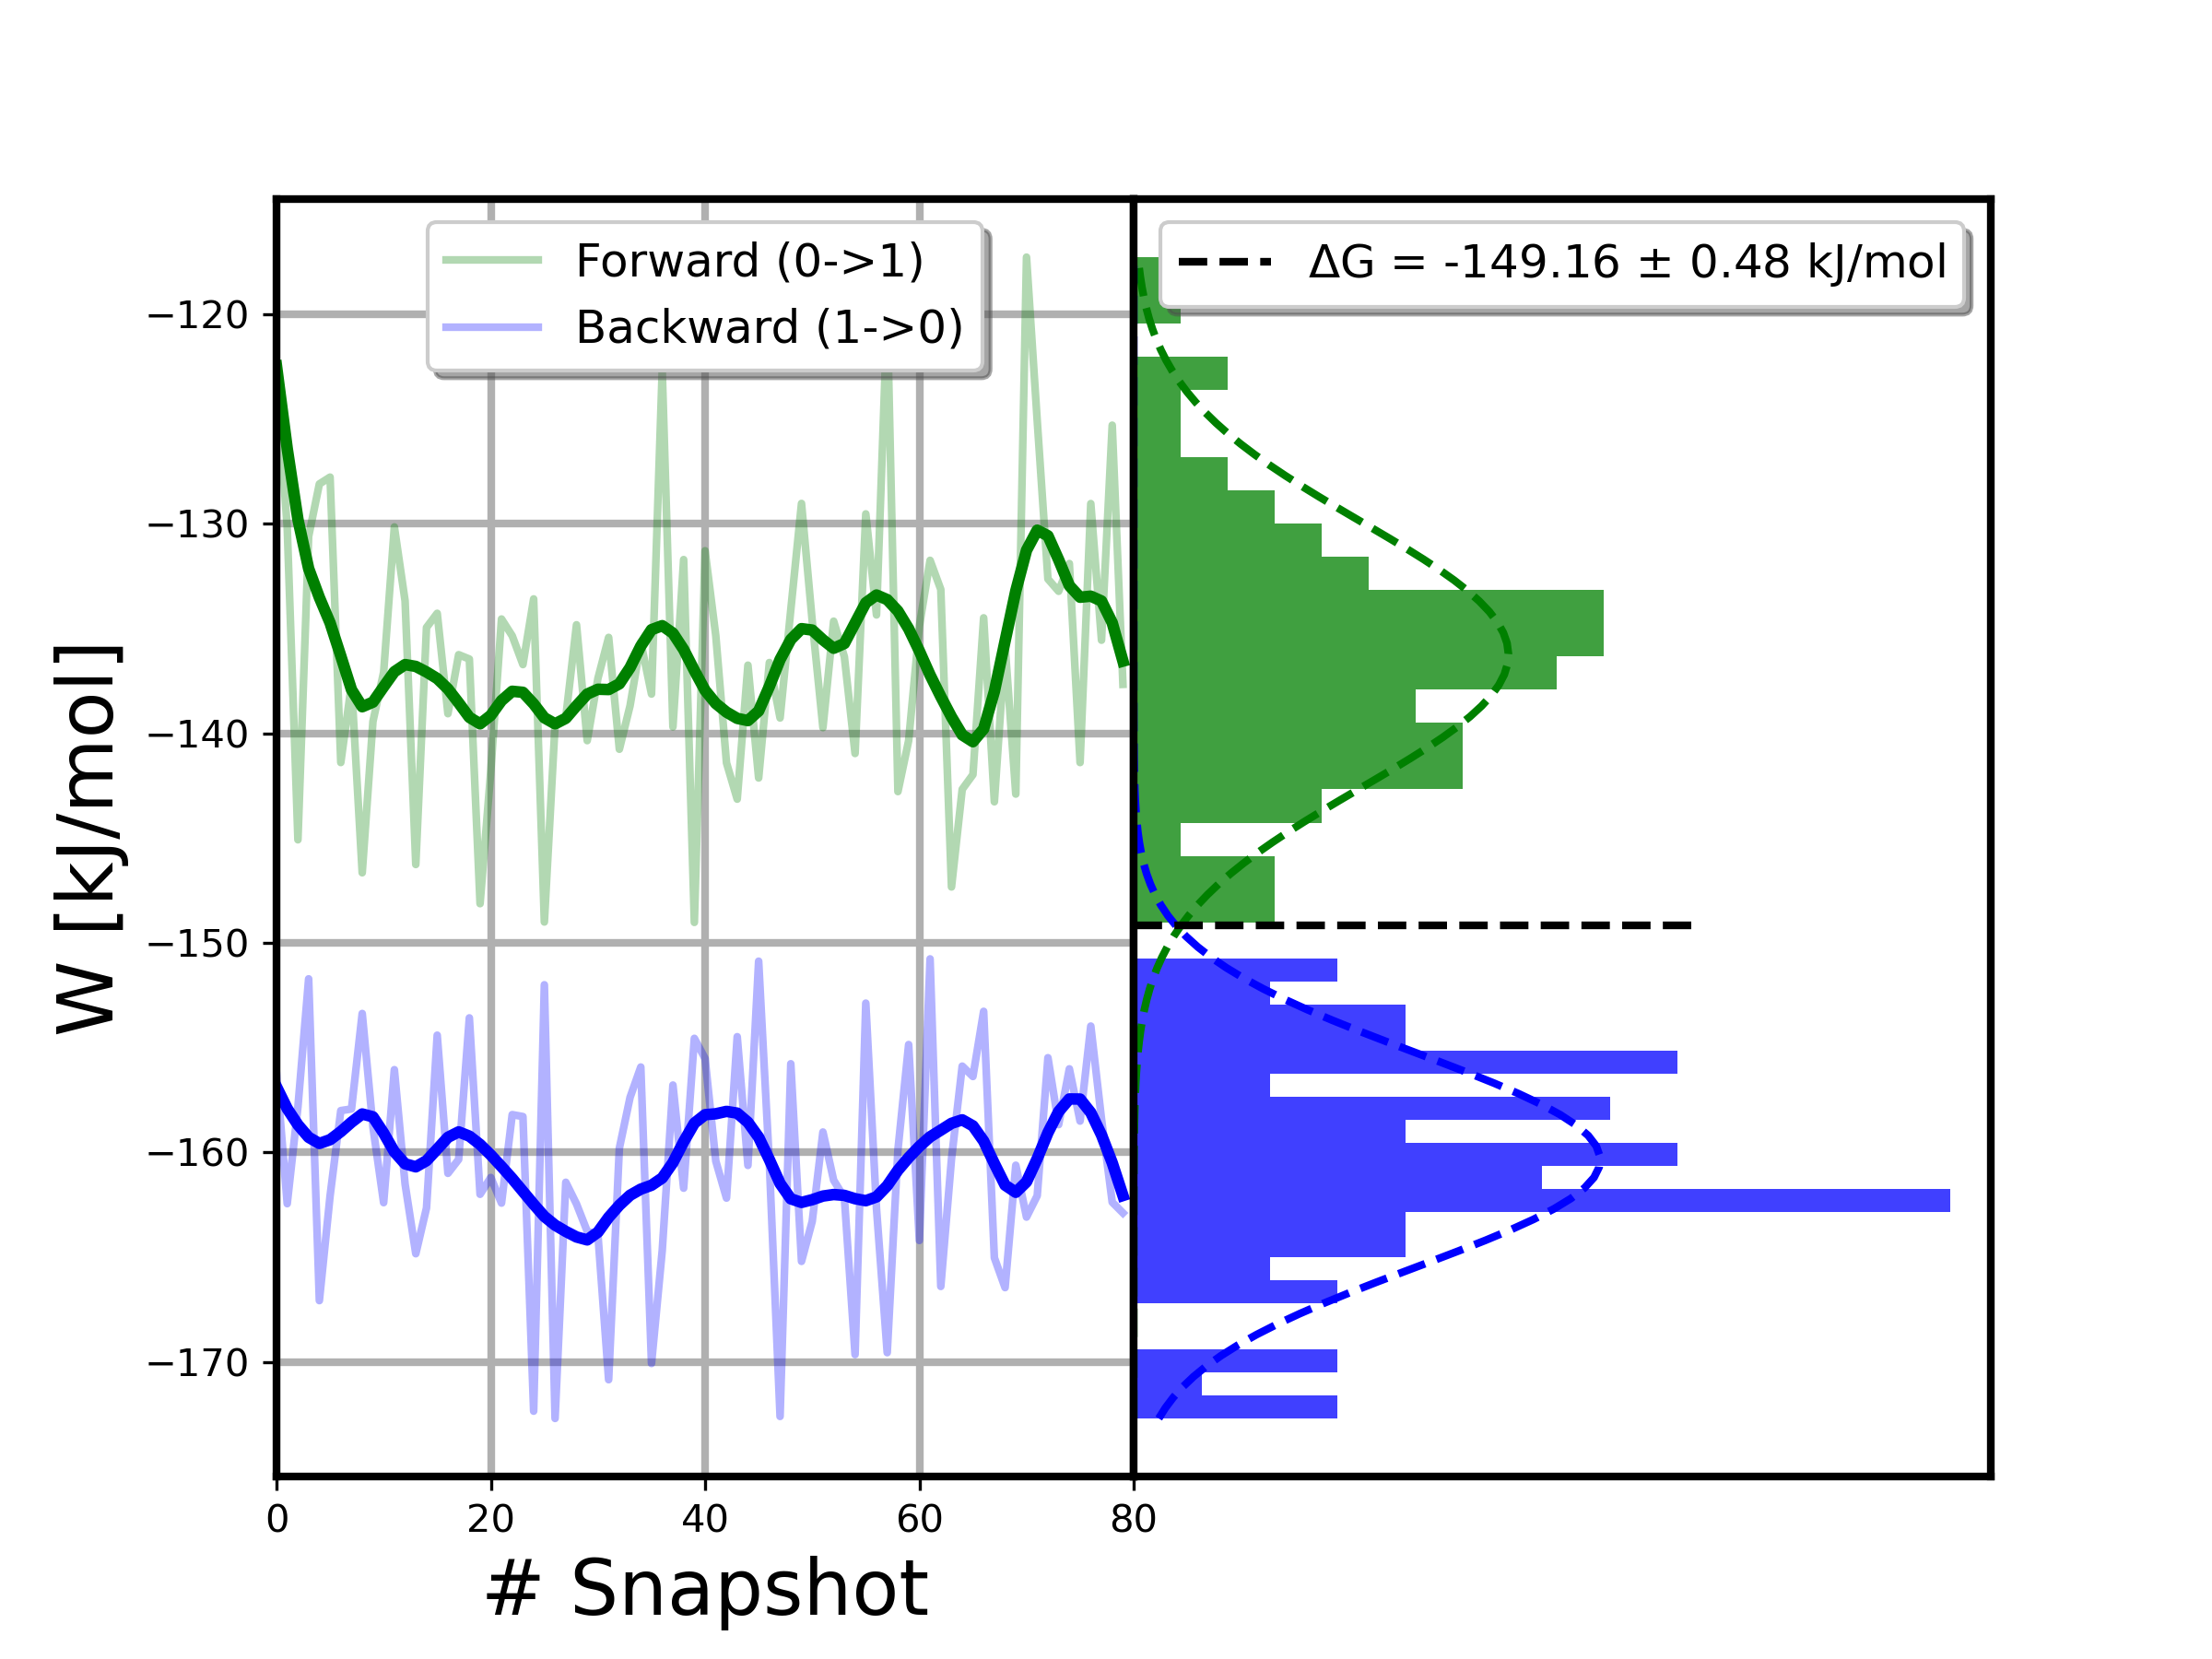 Forward (0->1)
Backward (1->0)
ΔG = -149.16 ± 0.48 kJ/mol
W [kJ/mol]
−120
−130
−140
−150
−160
−170
0 20 40 60 80
# Snapshot